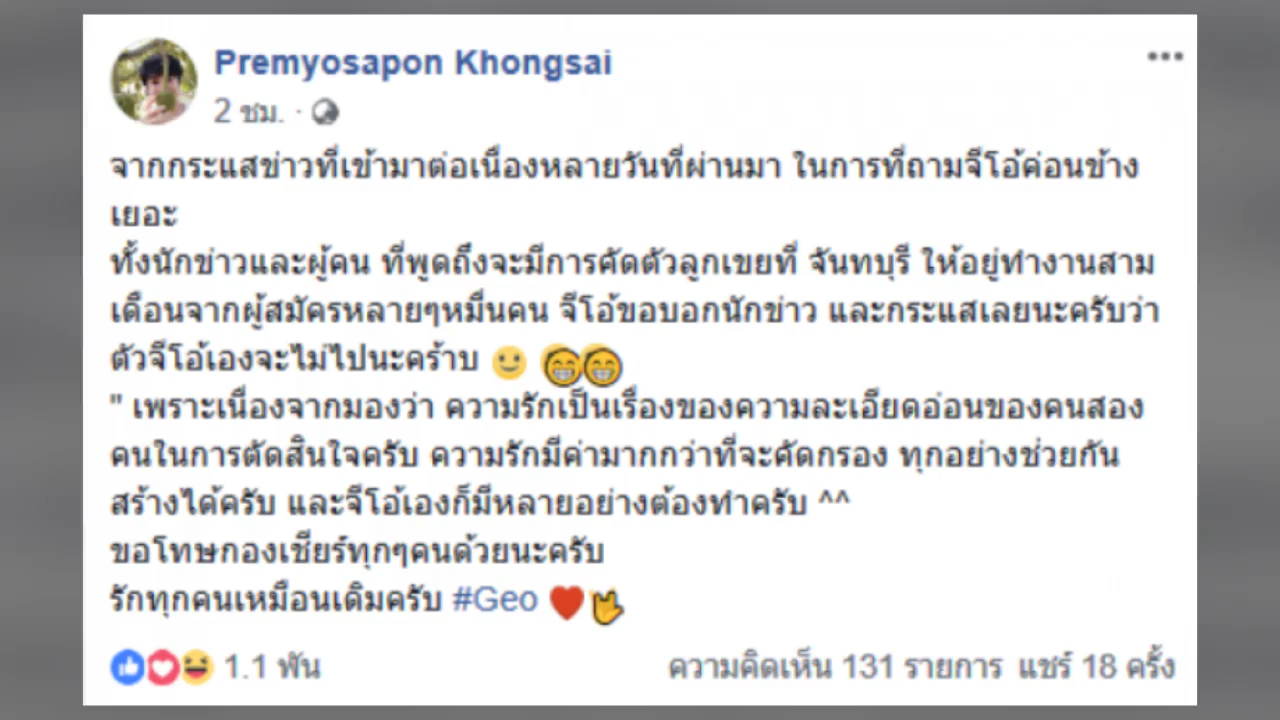 Premyosapon Khongsai
2 ชม. ·
จากกระแสข่าวที่เข้ามาต่อเนื่องหลายวันที่ผ่านมา ในการที่ถามจีโอ้ค่อนข้าง
เยอะ
ทั้งนักข่าวและผู้คน ที่พูดถึงจะมีการคัดตัวลูกเขยที่ จันทบุรี ให้อยู่ทำงานสาม
เดือนจากผู้สมัครหลายๆหมื่นคน จีโอ้ขอบอกนักข่าว และกระแสเลยนะครับว่า
ตัวจีโอ้เองจะไม่ไปนะคร้าบ 😉 😁😁
" เพราะเนื่องจากมองว่า ความรักเป็นเรื่องของความละเอียดอ่อนของคนสอง
คนในการตัดสินใจครับ ความรักมีค่ามากกว่าที่จะคัดกรอง ทุกอย่างช่วยกัน
สร้างได้ครับ และจีโอ้เองก็มีหลายอย่างต้องทำครับ ^^
ขอโทษกองเชียร์ทุกๆคนด้วยนะครับ
รักทุกคนเหมือนเดิมครับ #Geo ❤️🤟
1.1 พัน
ความคิดเห็น 131 รายการ แชร์ 18 ครั้ง